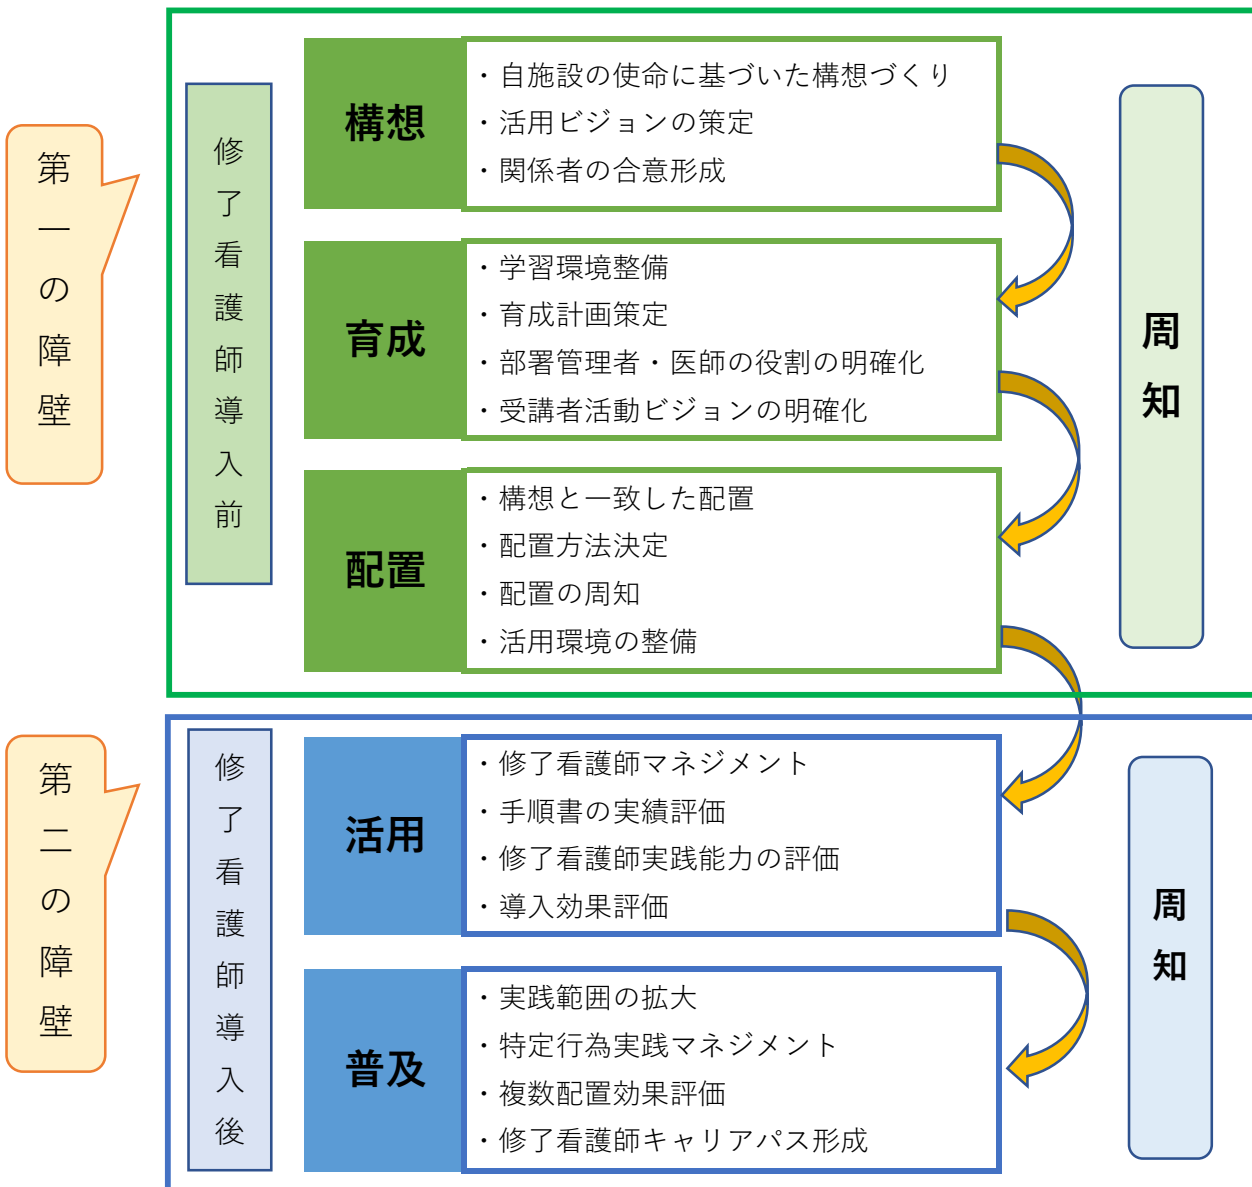 第一の障壁
修了看護師導入前
構想
・自施設の使命に基づいた構想づくり
・活用ビジョンの策定
・関係者の合意形成
育成
・学習環境整備
・育成計画策定
・部署管理者・医師の役割の明確化
・受講者活動ビジョンの明確化
配置
・構想と一致した配置
・配置方法決定
・配置の周知
・活用環境の整備
周知
第二の障壁
修了看護師導入後
活用
・修了看護師マネジメント
・手順書の実績評価
・修了看護師実践能力の評価
・導入効果評価
普及
・実践範囲の拡大
・特定行為実践マネジメント
・複数配置効果評価
・修了看護師キャリアパス形成
周知